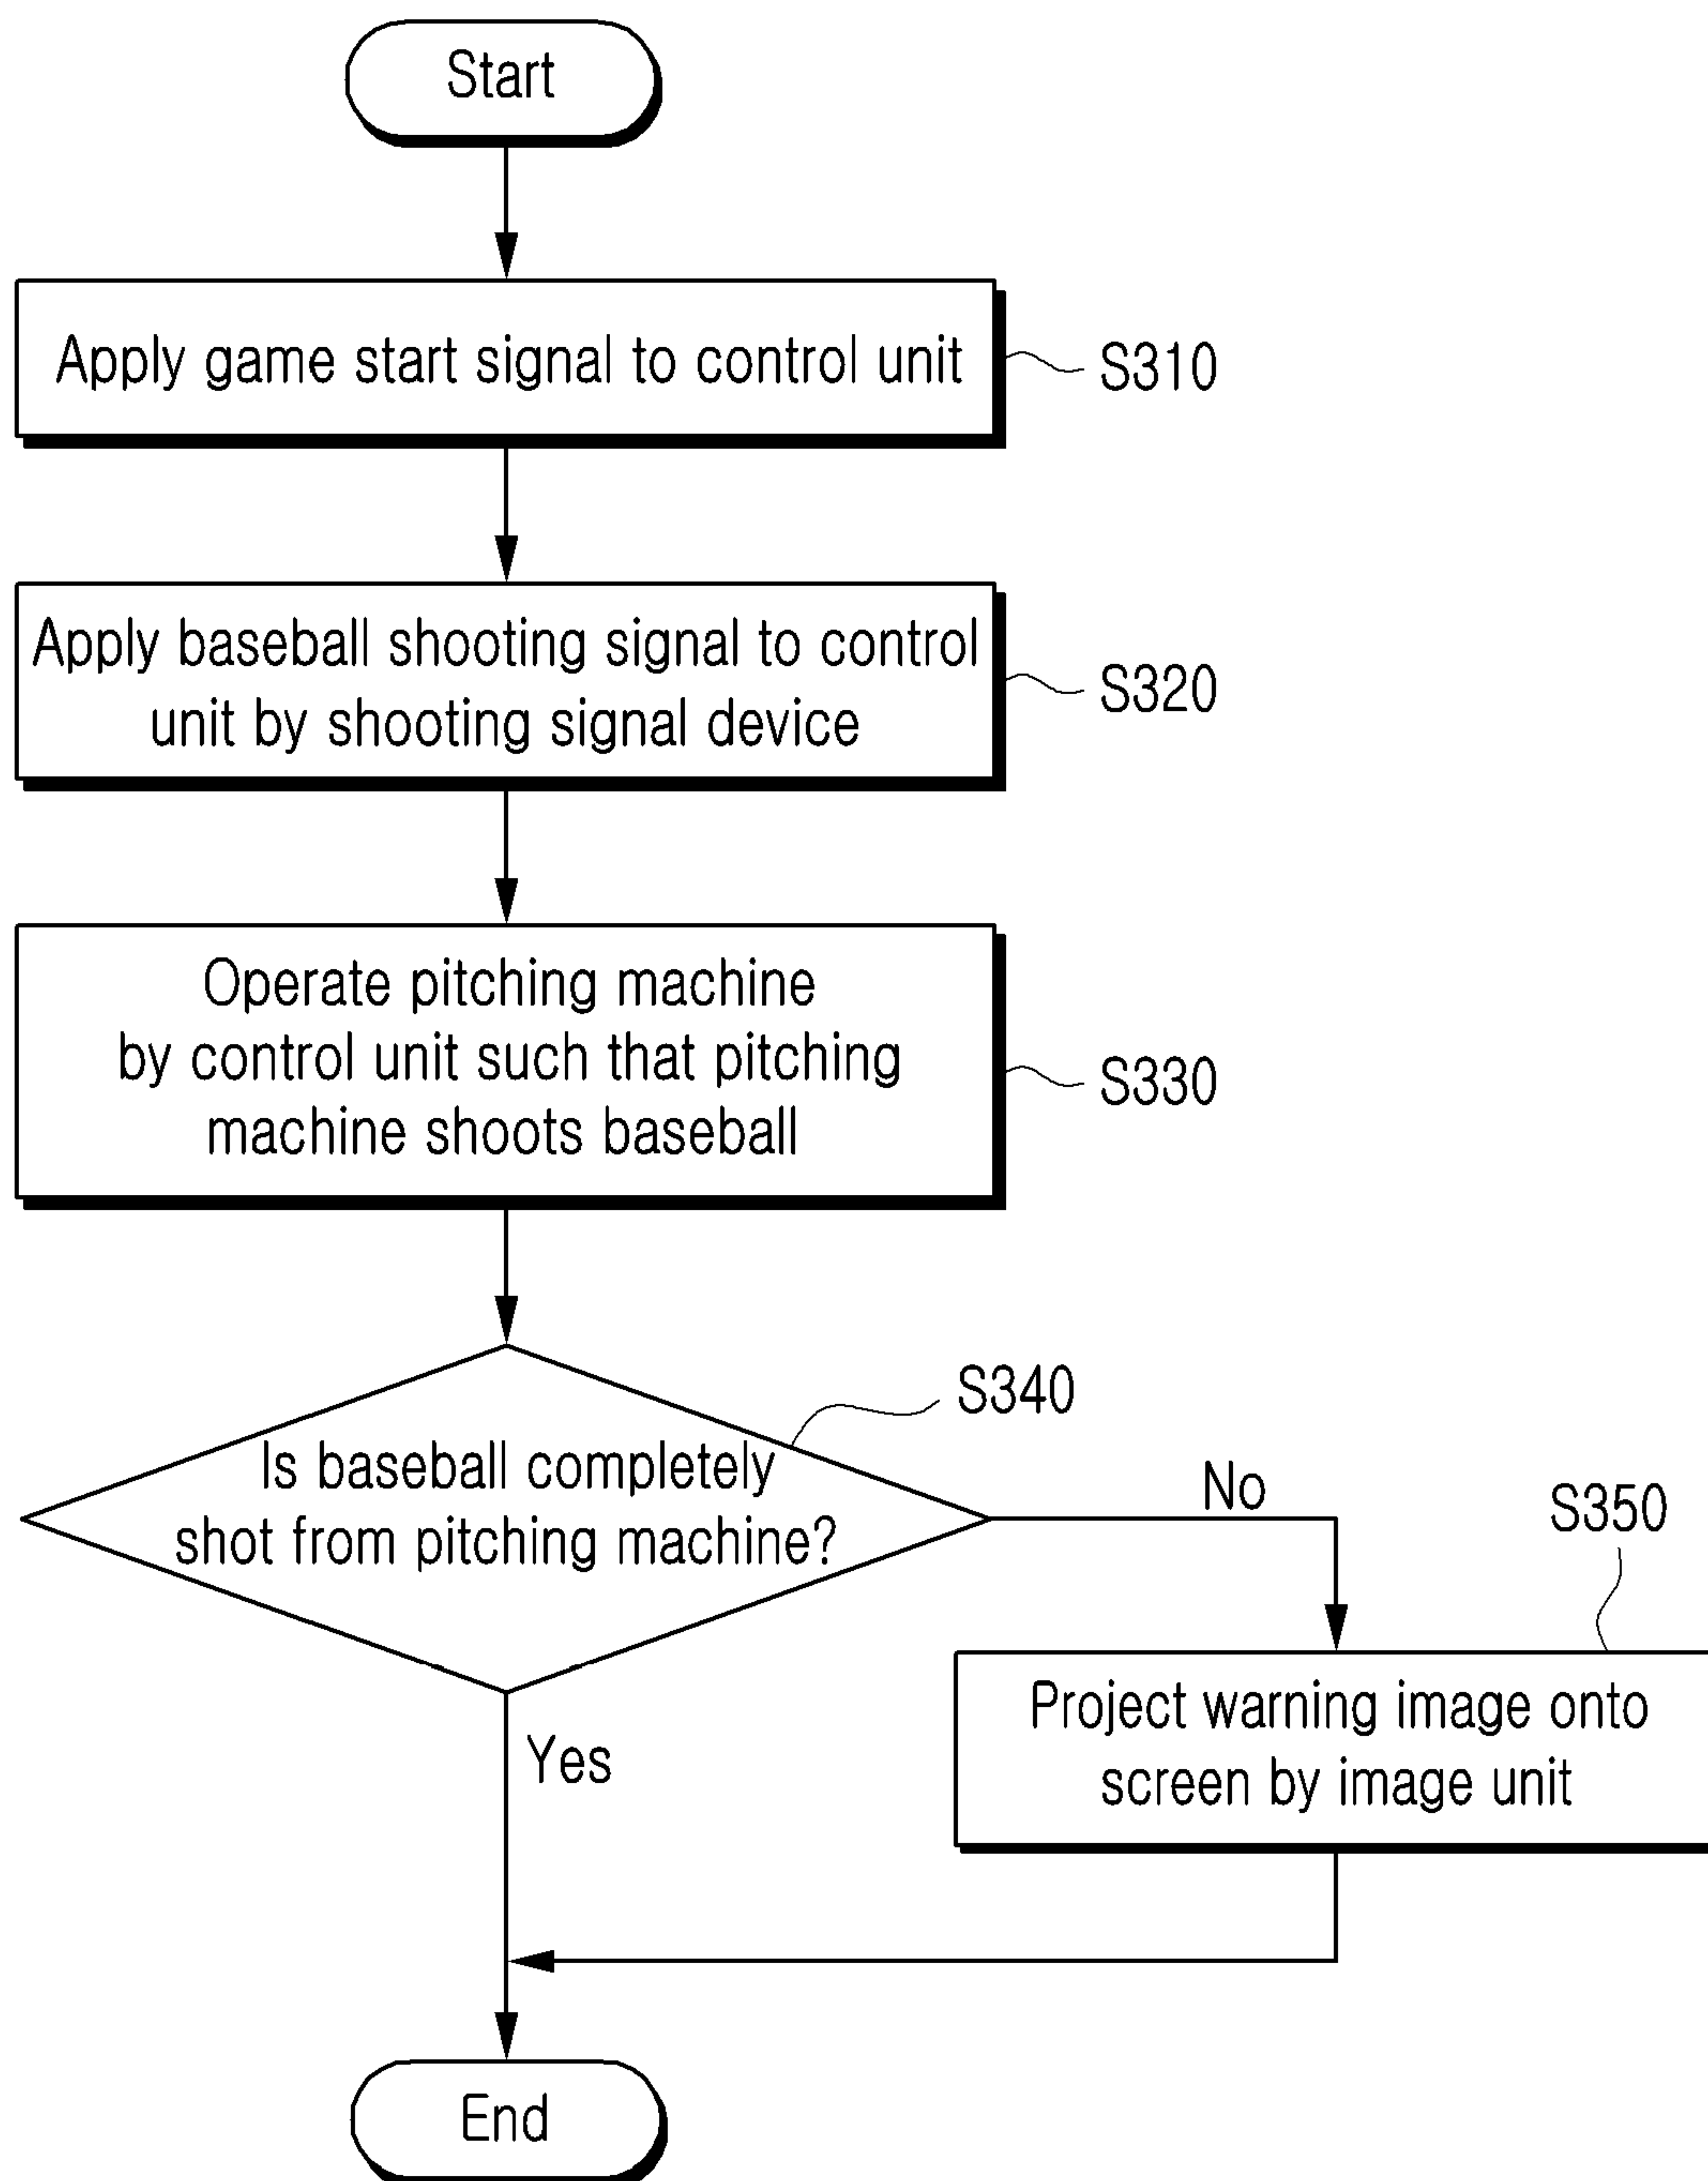 Start
Apply game start signal to control unit
S310
Apply baseball shooting signal to control
unit by shooting signal device
S320
Operate pitching machine
by control unit such that pitching
machine shoots baseball
S330
S340
Is baseball completely
shot from pitching machine?
No
S350
Project warning image onto
screen by image unit
Yes
End